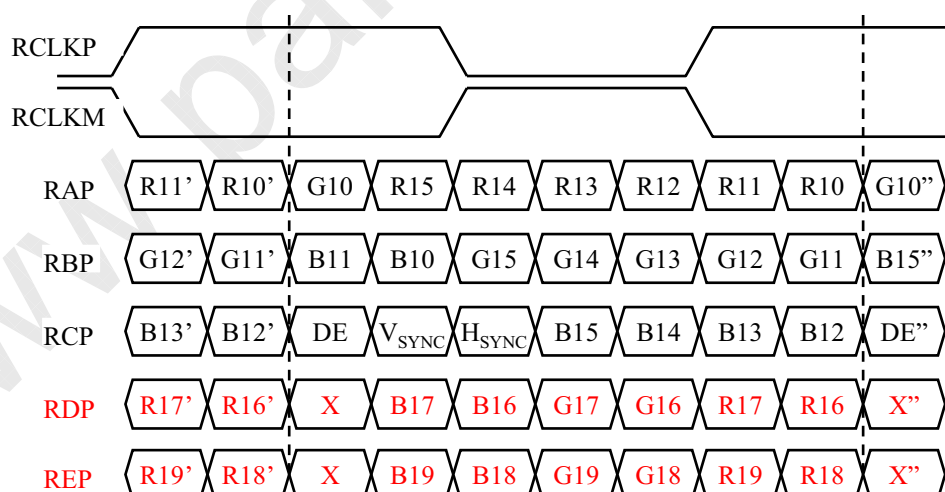 RCLKP
RCLKM
RAP R11’ R10’ G10 R15 R14 R13 R12 R11 R10 G10”
RBP G12’ G11’ B11 B10 G15 G14 G13 G12 G11 B15”
RCP B13’ B12’ DE VSYNC HSYNC B15 B14 B13 B12 DE”
RDP R17’ R16’ X B17 B16 G17 G16 R17 R16 X”
REP R19’ R18’ X B19 B18 G19 G18 R19 R18 X”